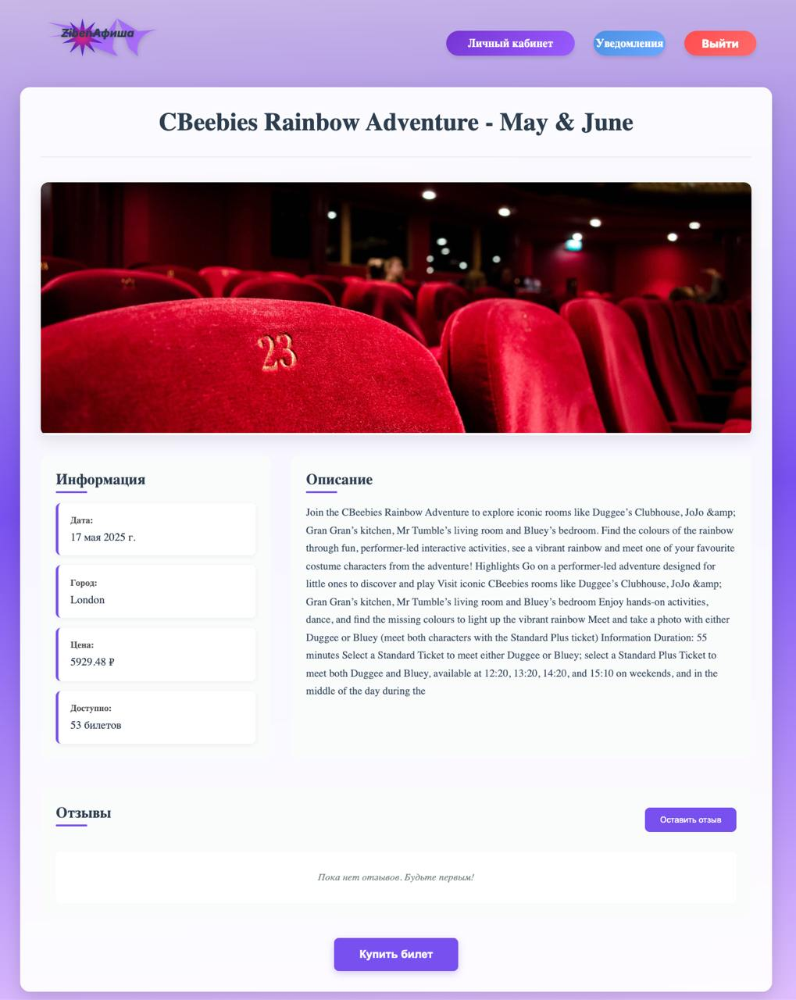 ZibenАфиша
Личный кабинет
Уведомления
Выйти
CBeebies Rainbow Adventure - May & June
23
Информация
Дата:
17 мая 2025 г.
Город:
London
Цена:
5929.48 ₽
Доступно:
53 билетов
Описание
Join the CBeebies Rainbow Adventure to explore iconic rooms like Duggee’s Clubhouse, JoJo &amp;
Gran Gran’s kitchen, Mr Tumble’s living room and Bluey’s bedroom. Find the colours of the rainbow
through fun, performer-led interactive activities, see a vibrant rainbow and meet one of your favourite
costume characters from the adventure! Highlights Go on a performer-led adventure designed for
little ones to discover and play Visit iconic CBeebies rooms like Duggee’s Clubhouse, JoJo &amp;
Gran Gran’s kitchen, Mr Tumble’s living room and Bluey’s bedroom Enjoy hands-on activities,
dance, and find the missing colours to light up the vibrant rainbow Meet and take a photo with either
Duggee or Bluey (meet both characters with the Standard Plus ticket) Information Duration: 55
minutes Select a Standard Ticket to meet either Duggee or Bluey; select a Standard Plus Ticket to
meet both Duggee and Bluey, available at 12:20, 13:20, 14:20, and 15:10 on weekends, and in the
middle of the day during the
Отзывы
Оставить отзыв
Пока нет отзывов. Будьте первым!
Купить билет